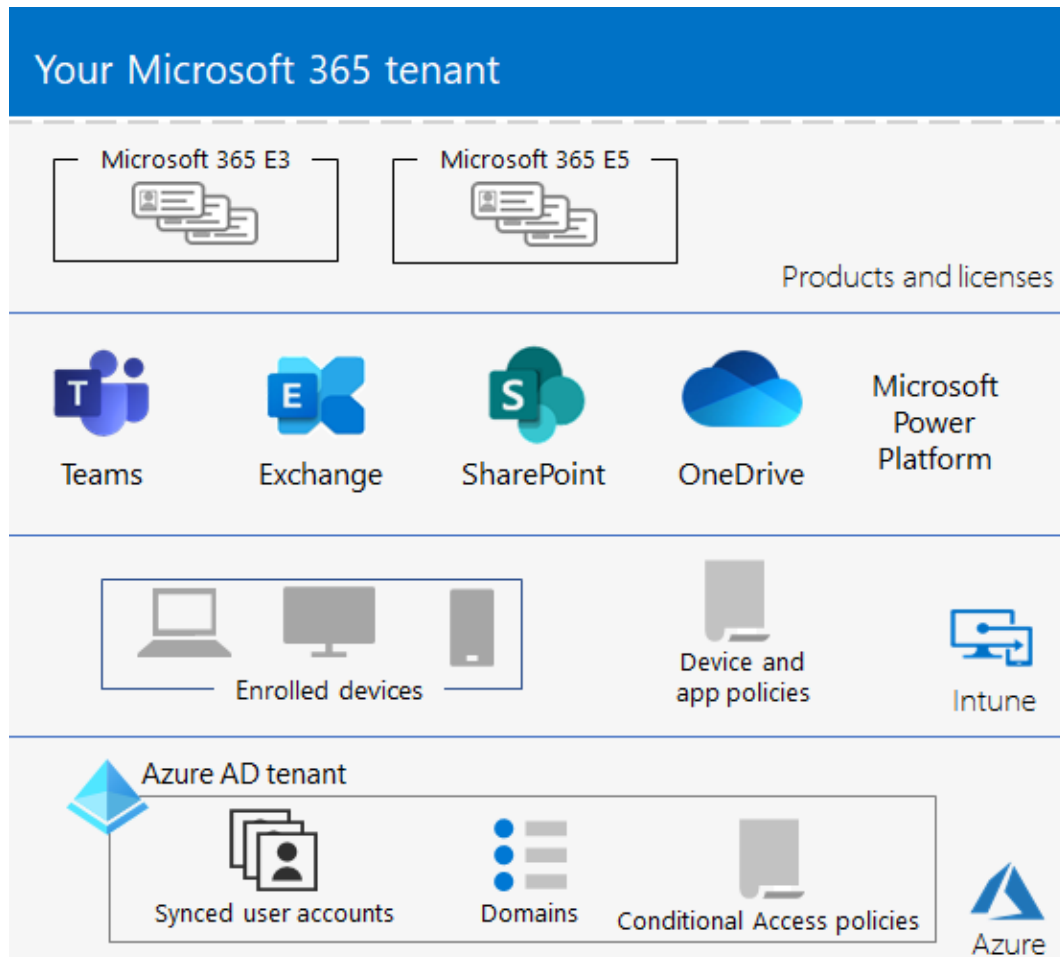 Your Microsoft 365 tenant
Microsoft 365 E3
Microsoft 365 E5
Products and licenses
T
E
S
Teams
Exchange
SharePoint
OneDrive
Microsoft
Power
Platform
Enrolled devices
Device and
app policies
Intune
Azure AD tenant
Synced user accounts
Domains
Conditional Access policies
Azure